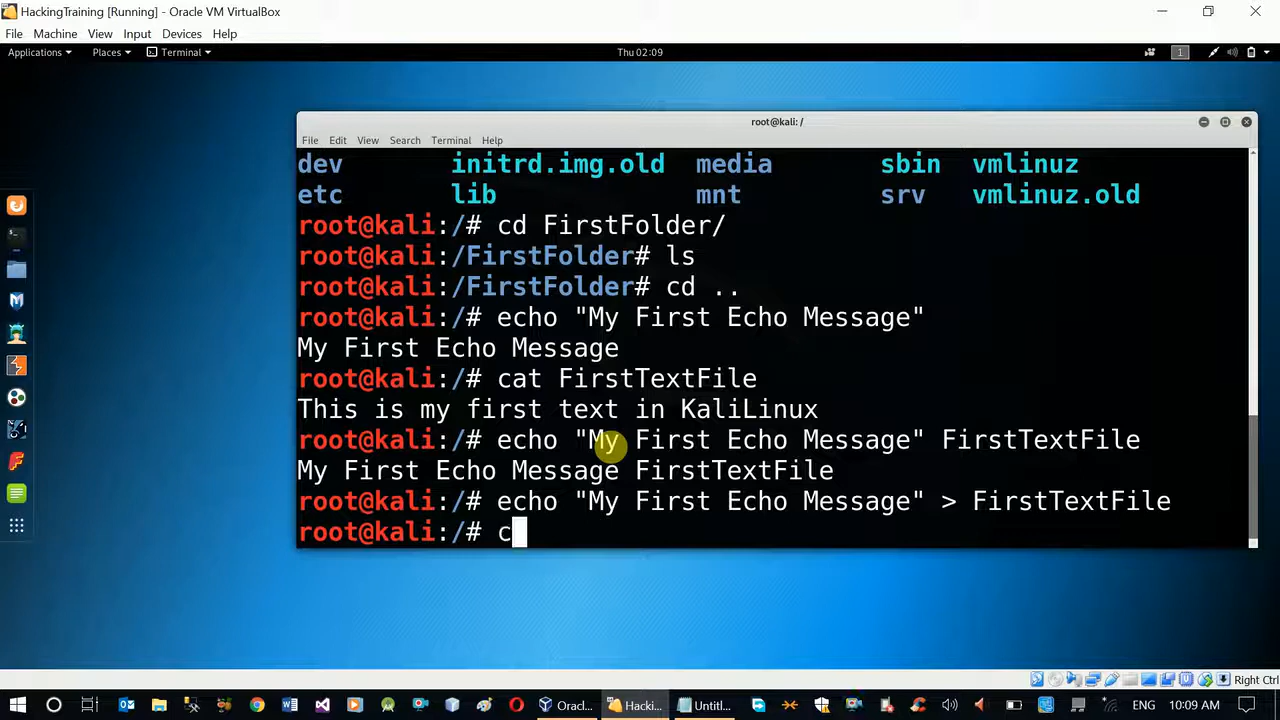 HackingTraining [Running] - Oracle VM VirtualBox
File Machine View Input Devices Help
Applications Places Terminal Thu 02:09 1
root@kali: /
File Edit View Search Terminal Help
dev initrd.img.old media sbin vmlinuz
etc lib mnt srv vmlinuz.old
root@kali:/# cd FirstFolder/
root@kali:/FirstFolder# ls
root@kali:/FirstFolder# cd ..
root@kali:/# echo "My First Echo Message"
My First Echo Message
root@kali:/# cat FirstTextFile
This is my first text in KaliLinux
root@kali:/# echo "My First Echo Message" FirstTextFile
My First Echo Message FirstTextFile
root@kali:/# echo "My First Echo Message" > FirstTextFile
root@kali:/# c
Right Ctrl
Oracl... Hacki... Untitl... ENG 10:09 AM